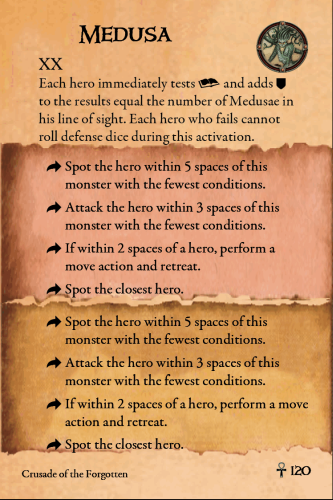 MEDUSA
XX
Each hero immediately tests and adds
to the results equal the number of Medusae in
his line of sight. Each hero who fails cannot
roll defense dice during this activation.
Spot the hero within 5 spaces of this
monster with the fewest conditions.
Attack the hero within 3 spaces of this
monster with the fewest conditions.
If within 2 spaces of a hero, perform a
move action and retreat.
Spot the closest hero.
Spot the hero within 5 spaces of this
monster with the fewest conditions.
Attack the hero within 3 spaces of this
monster with the fewest conditions.
If within 2 spaces of a hero, perform a move
action and retreat.
Spot the closest hero.
Crusade of the Forgotten
120